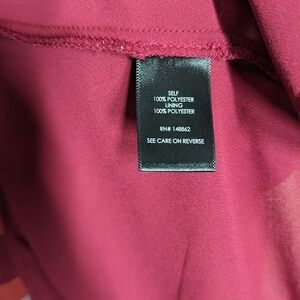 SELF
100% POLYESTER
LINING
100% POLYESTER
RN# 148862
SEE CARE ON REVERSE